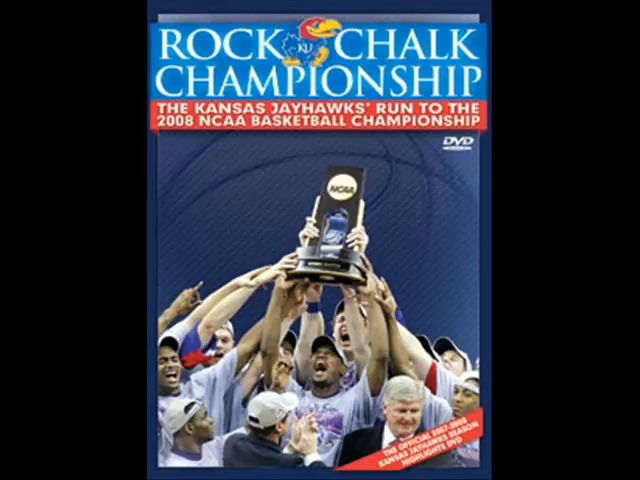 ROCK CHALK
KU
CHAMPIONSHIP
THE KANSAS JAYHAWKS' RUN TO THE
2008 NCAA BASKETBALL CHAMPIONSHIP
DVD
NCAA
THE OFFICIAL 2007-2008
KANSAS JAYHAWKS SEASON
HIGHLIGHTS DVD